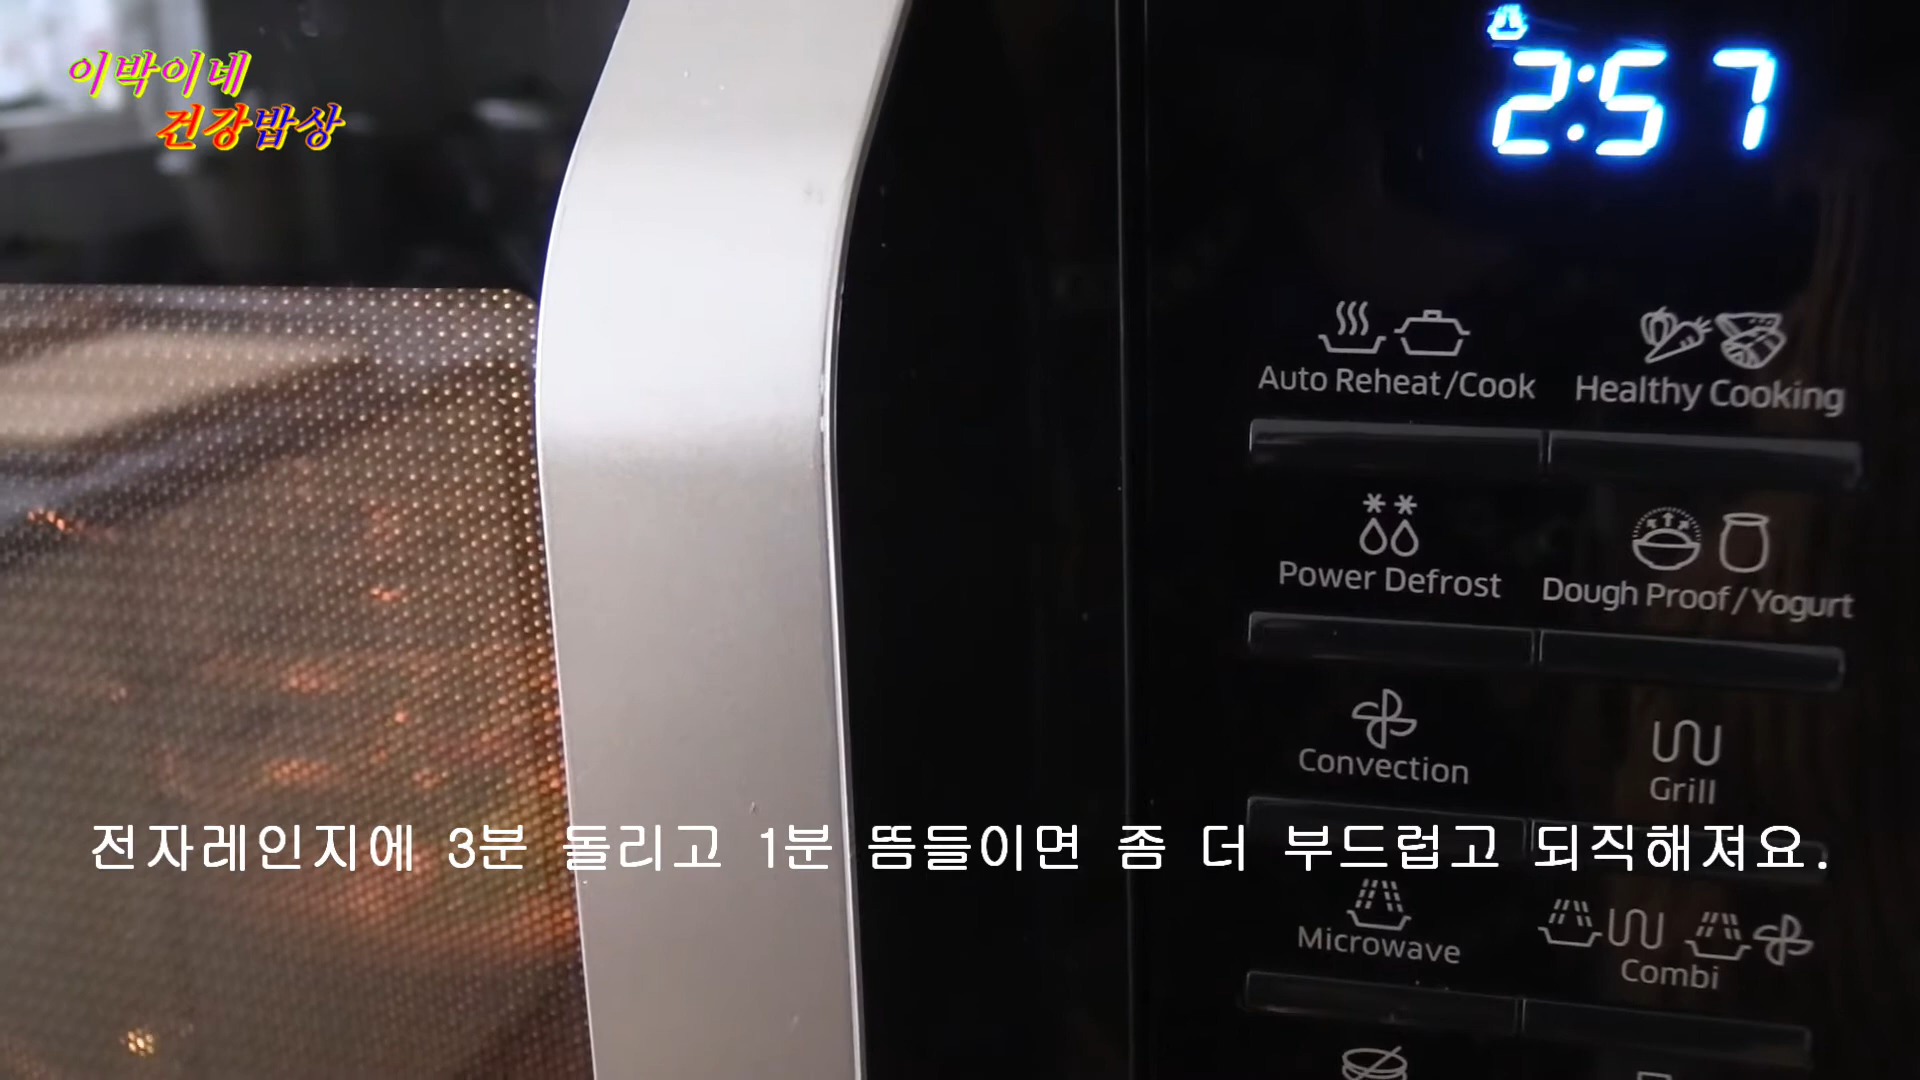 이박이네
건강밥상
2:57
Auto Reheat/Cook
Healthy Cooking
Power Defrost
Dough Proof/Yogurt
Convection
Grill
전자레인지에 3분 돌리고 1분 뜸들이면 좀 더 부드럽고 되직해져요.
Microwave
Combi